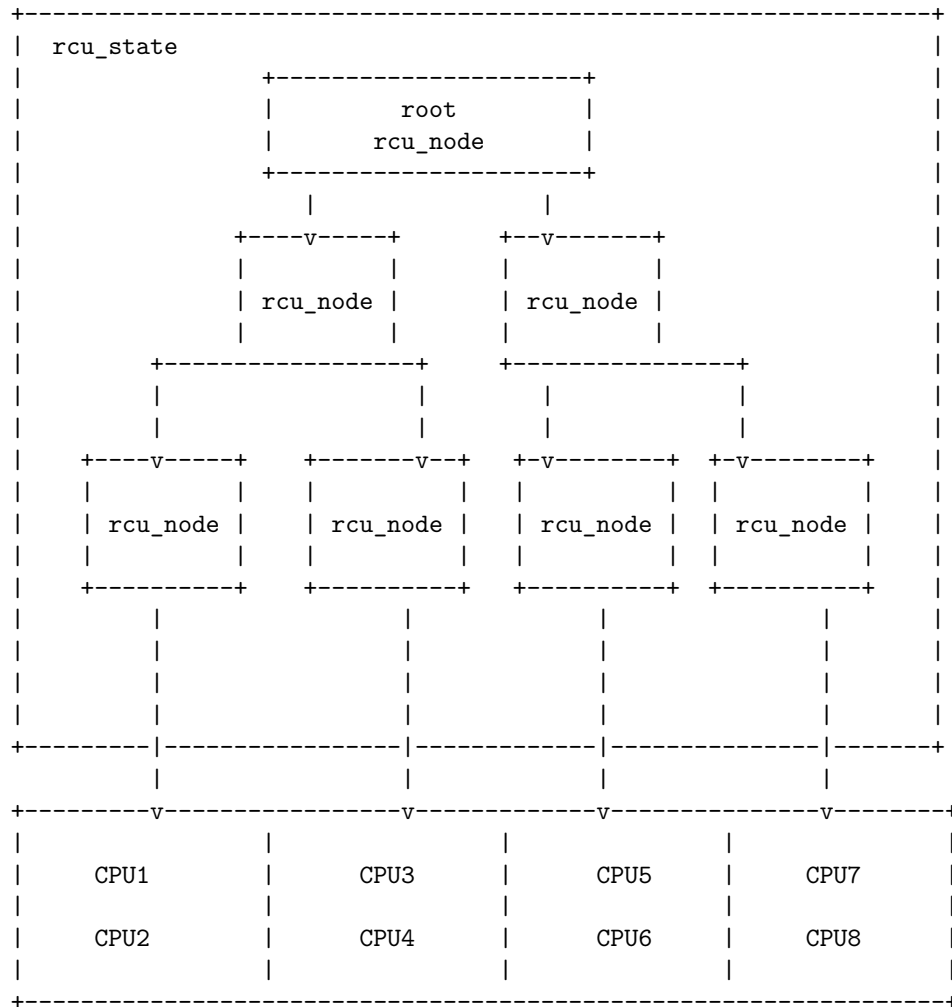 rcu_state
root
rcu_node
rcu_node rcu_node
rcu_node rcu_node rcu_node rcu_node
CPU1 CPU3 CPU5 CPU7
CPU2 CPU4 CPU6 CPU8